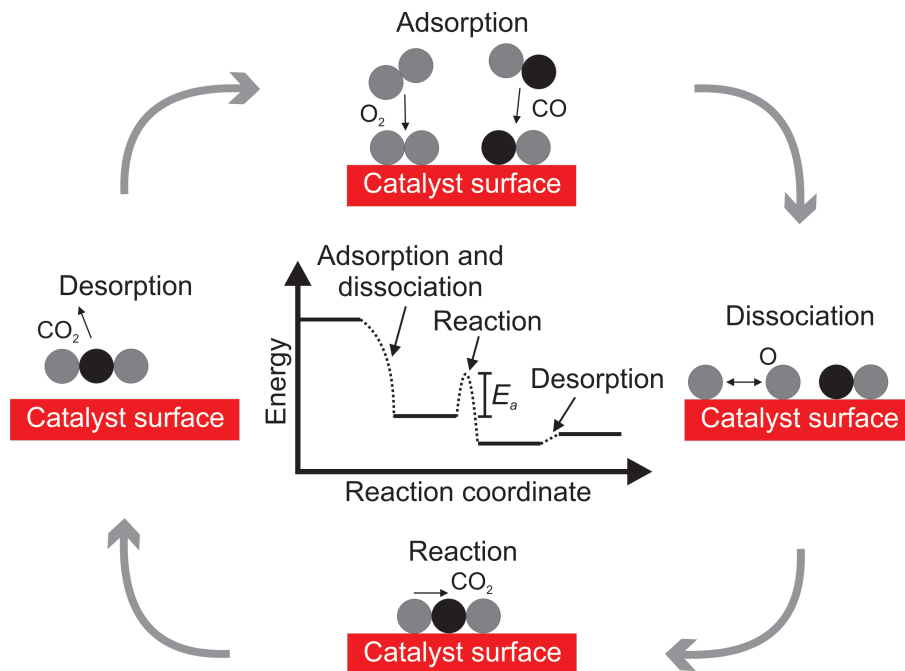 Adsorption
O₂
CO
Catalyst surface
Desorption
CO₂
Catalyst surface
Adsorption and
dissociation
Reaction
Eₐ
Desorption
Energy
Reaction coordinate
Dissociation
O
Catalyst surface
Reaction
CO₂
Catalyst surface